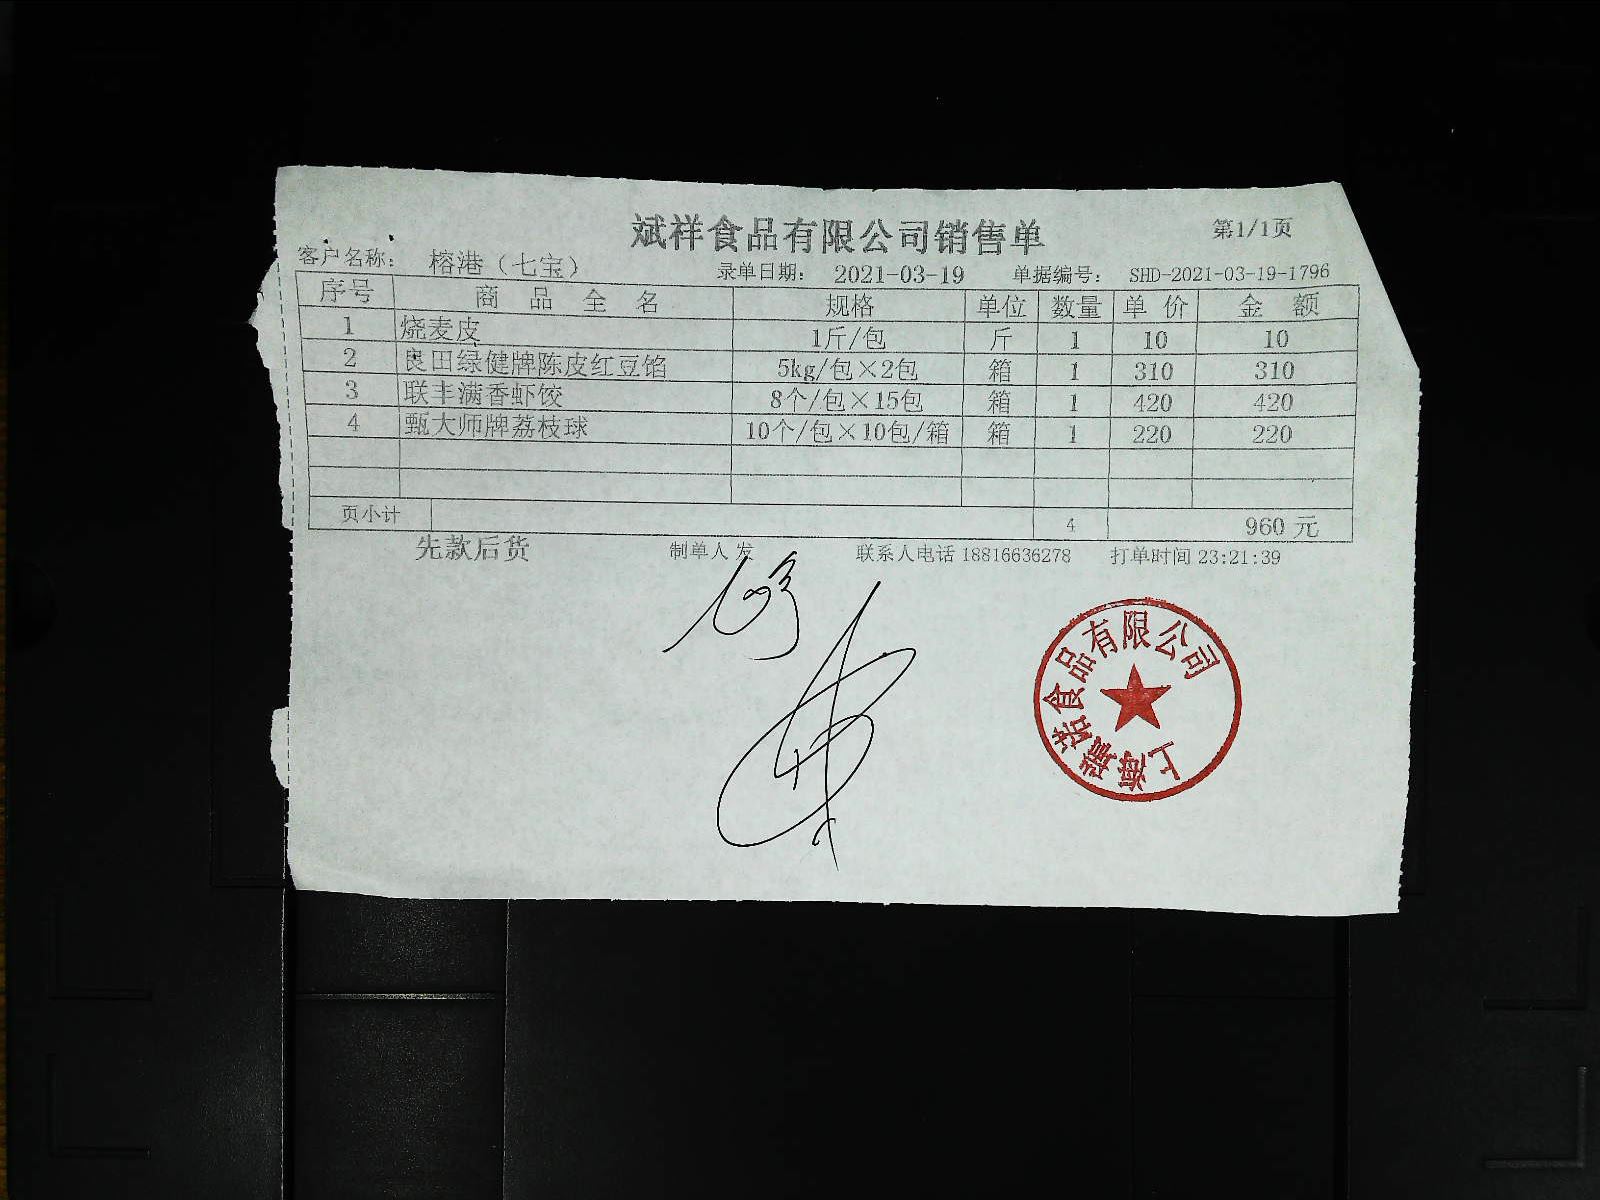 斌祥食品有限公司销售单
第1/1页
客户名称： 榕港（七宝） 录单日期： 2021-03-19 单据编号： SHD-2021-03-19-1796
序号 商品全名 规格 单位 数量 单价 金额
1 烧麦皮 1斤/包 斤 1 10 10
2 良田绿健牌陈皮红豆馅 5kg/包×2包 箱 1 310 310
3 联丰满香虾饺 8个/包×15包 箱 1 420 420
4 甄大师牌荔枝球 10个/包×10包/箱 箱 1 220 220
页小计 4 960 元
先款后货 制单人 发 联系人电话 18816636278 打单时间 23:21:39
上海 食品有限公司